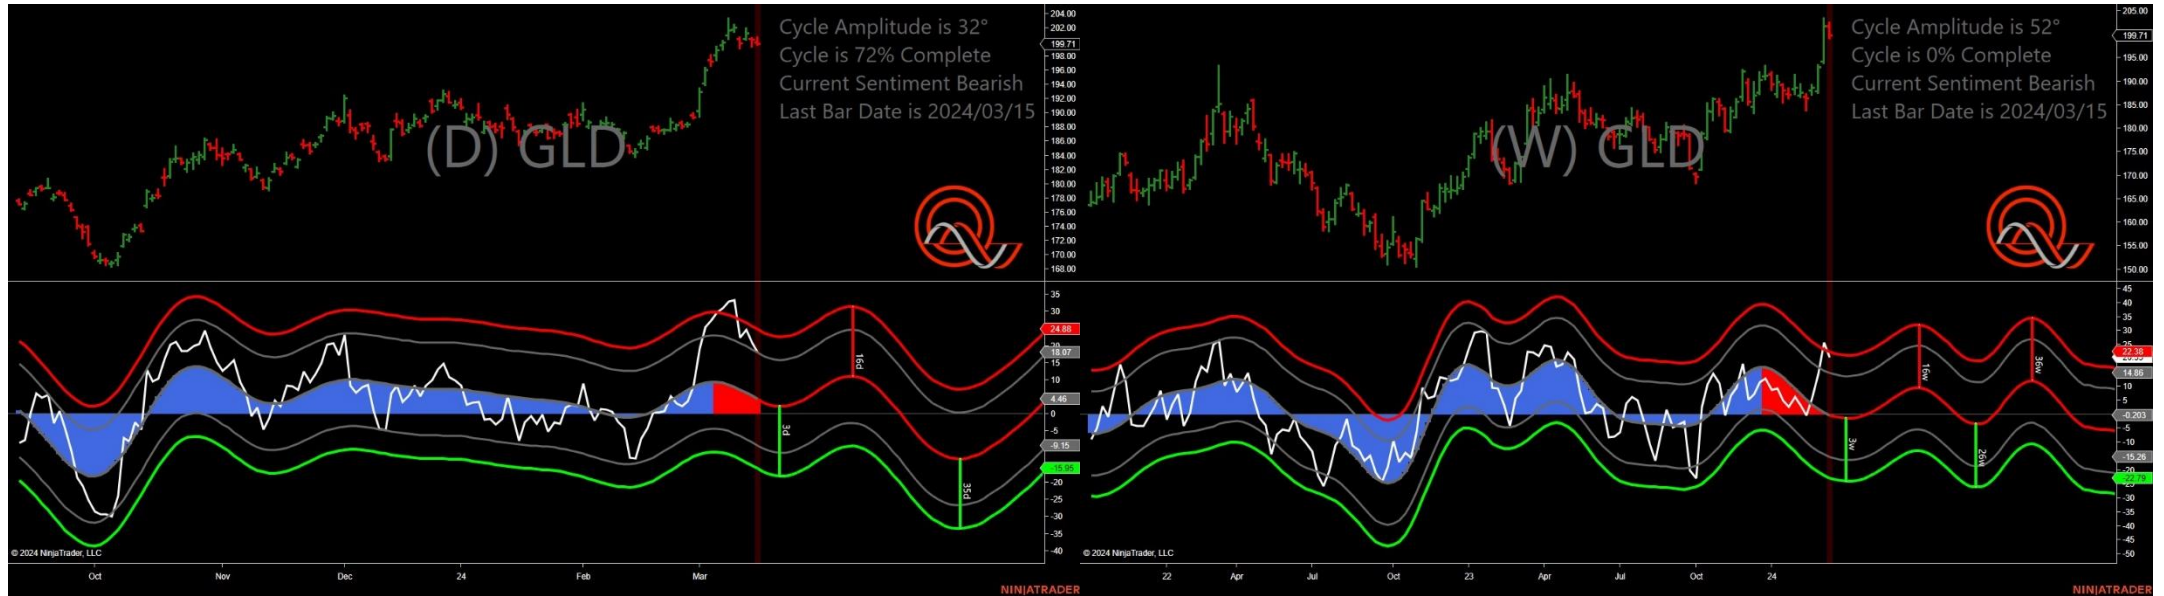 Cycle Amplitude is 32°
Cycle is 72% Complete
Current Sentiment Bearish
Last Bar Date is 2024/03/15
(D) GLD
204.00
202.00
199.71
198.00
196.00
194.00
192.00
190.00
188.00
186.00
184.00
182.00
180.00
178.00
176.00
174.00
172.00
170.00
168.00
35
30
24.88
18.07
15
10
4.46
0
-5
-9.15
-15.95
-20
-25
-30
-35
-40
16d
3d
35d
© 2024 NinjaTrader, LLC
Oct Nov Dec 24 Feb Mar
NINJATRADER
Cycle Amplitude is 52°
Cycle is 0% Complete
Current Sentiment Bearish
Last Bar Date is 2024/03/15
(W) GLD
205.00
199.71
195.00
190.00
185.00
180.00
175.00
170.00
165.00
160.00
155.00
150.00
45
40
35
30
25
22.38
14.86
10
5
-0.203
-5
-10
-15.26
-20
-22.79
-30
-35
-40
-45
-50
16w
36w
3w
26w
© 2024 NinjaTrader, LLC
22 Apr Jul Oct 23 Apr Jul Oct 24
NINJATRADER